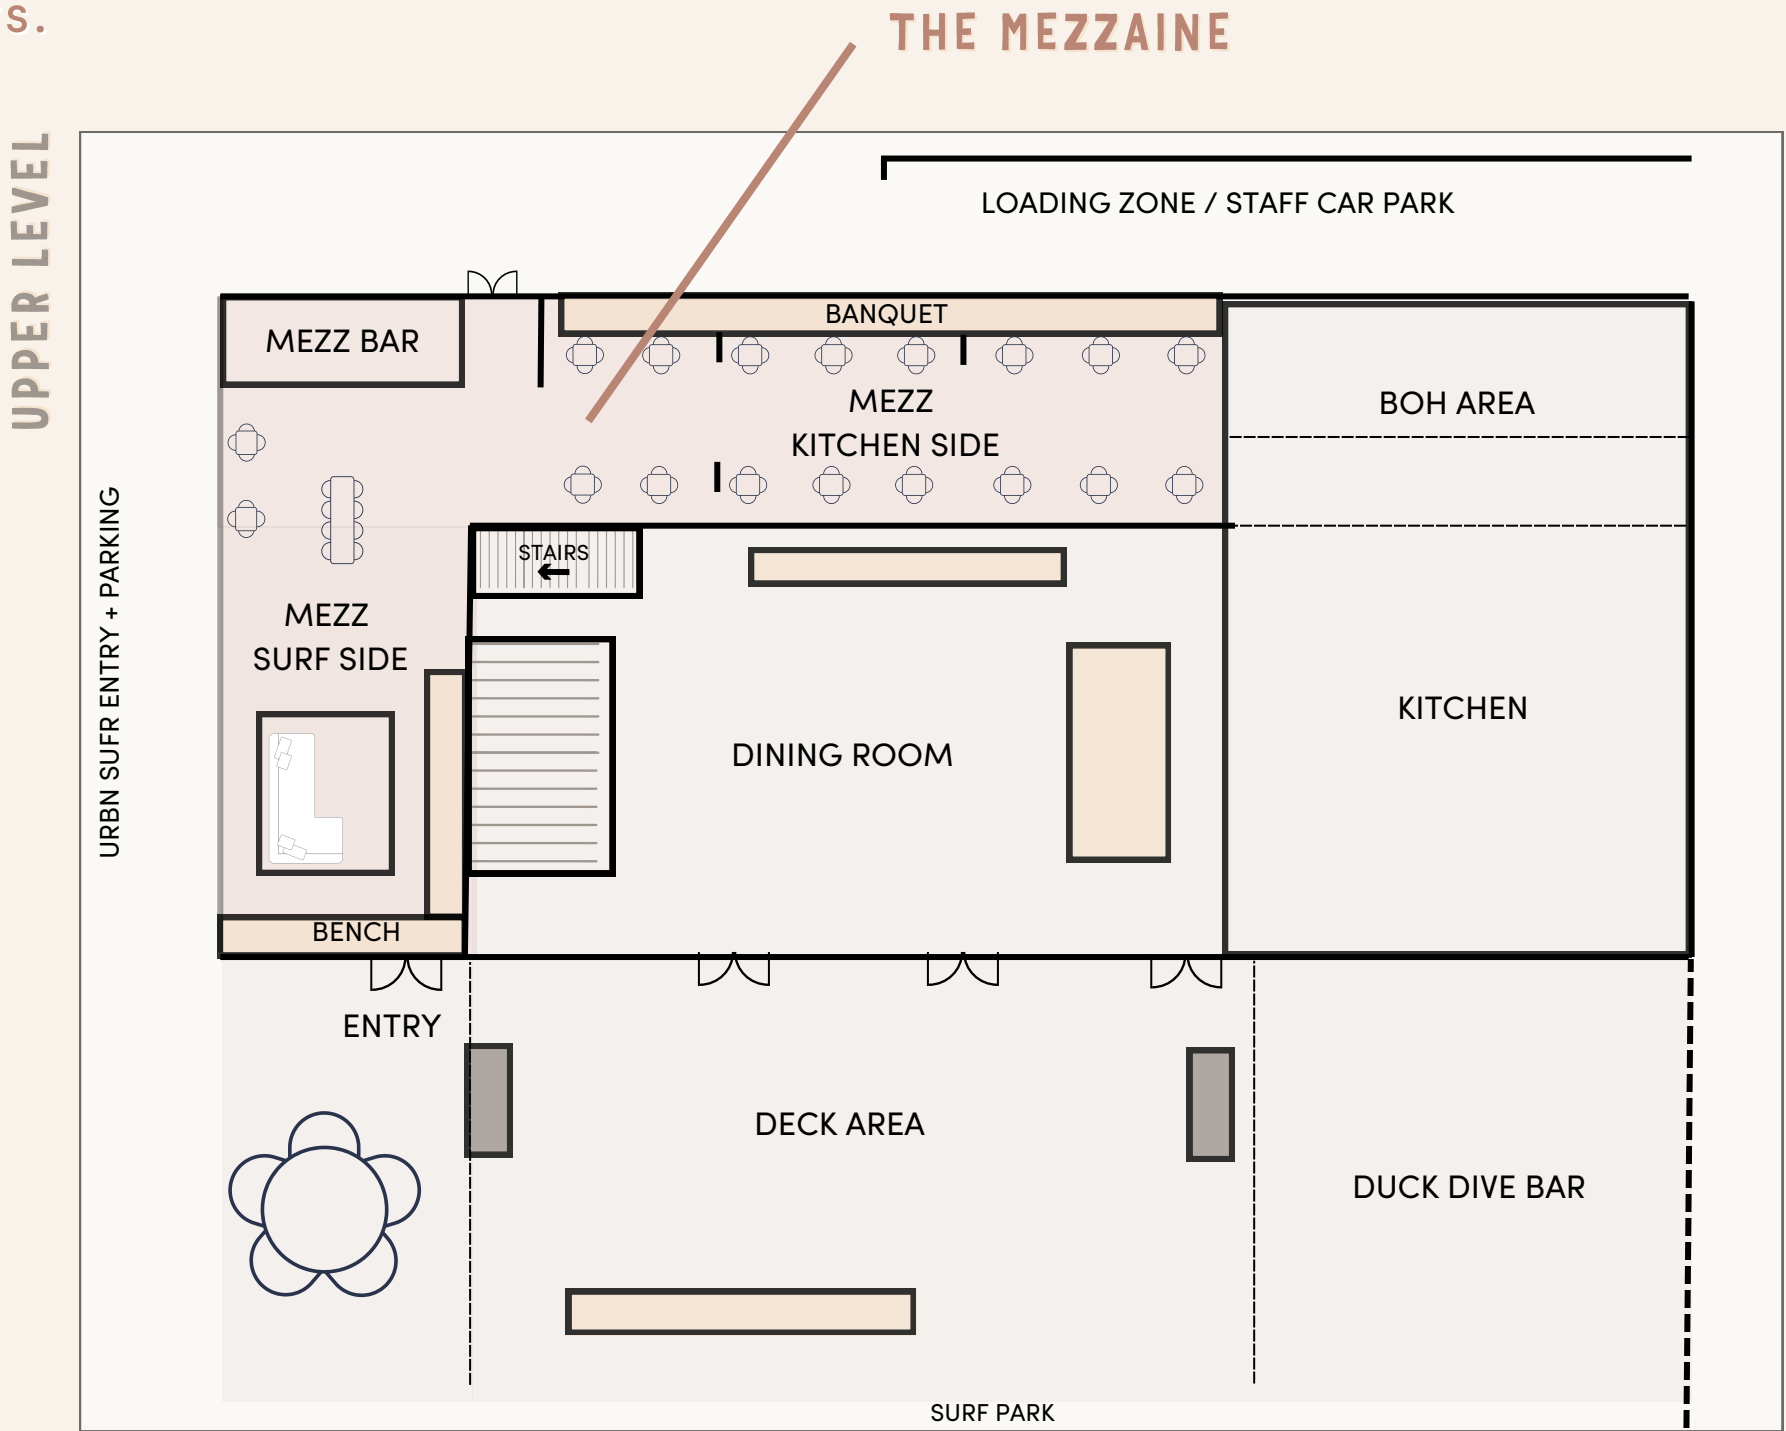 S.
THE MEZZAINE
UPPER LEVEL
LOADING ZONE / STAFF CAR PARK
BANQUET
MEZZ BAR
MEZZ
KITCHEN SIDE
BOH AREA
URBN SUFR ENTRY + PARKING
STAIRS
MEZZ
SURF SIDE
DINING ROOM
KITCHEN
BENCH
ENTRY
DECK AREA
DUCK DIVE BAR
SURF PARK